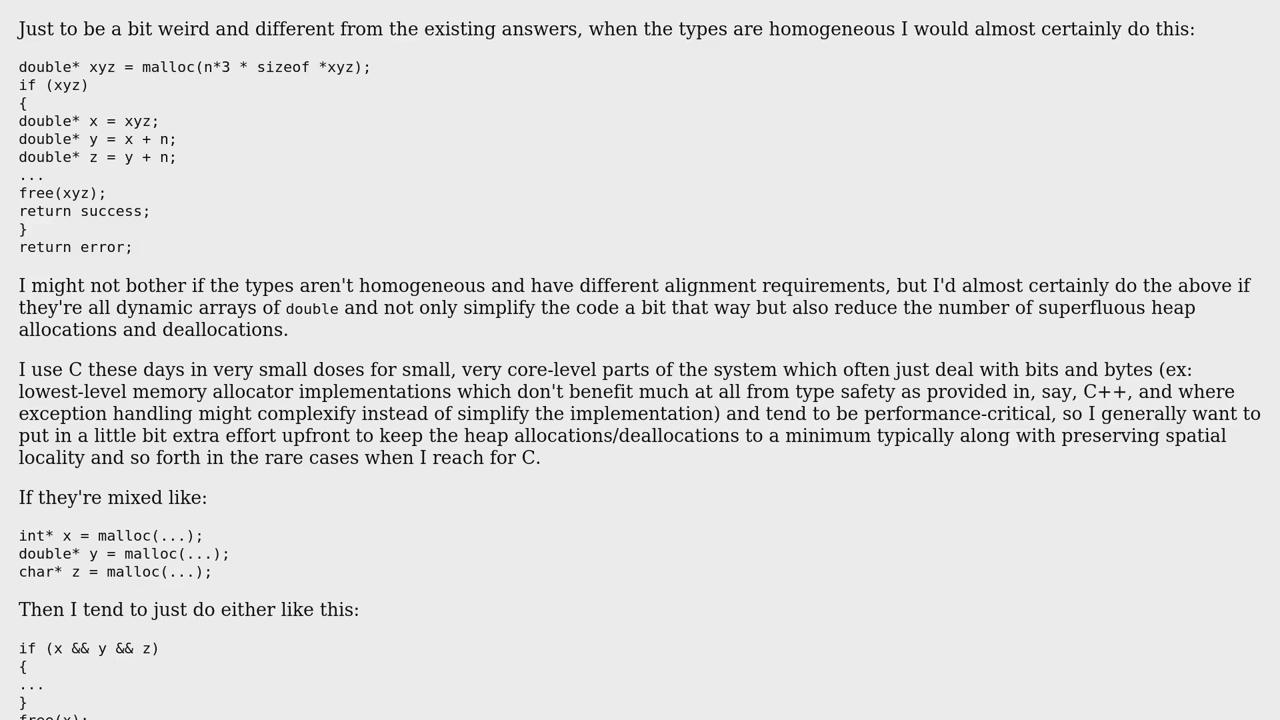 Just to be a bit weird and different from the existing answers, when the types are homogeneous I would almost certainly do this:
double* xyz = malloc(n*3 * sizeof *xyz);
if (xyz)
{
double* x = xyz;
double* y = x + n;
double* z = y + n;
...
free(xyz);
return success;
}
return error;
I might not bother if the types aren't homogeneous and have different alignment requirements, but I'd almost certainly do the above if
they're all dynamic arrays of double and not only simplify the code a bit that way but also reduce the number of superfluous heap
allocations and deallocations.
I use C these days in very small doses for small, very core-level parts of the system which often just deal with bits and bytes (ex:
lowest-level memory allocator implementations which don't benefit much at all from type safety as provided in, say, C++, and where
exception handling might complexify instead of simplify the implementation) and tend to be performance-critical, so I generally want to
put in a little bit extra effort upfront to keep the heap allocations/deallocations to a minimum typically along with preserving spatial
locality and so forth in the rare cases when I reach for C.
If they're mixed like:
int* x = malloc(...);
double* y = malloc(...);
char* z = malloc(...);
Then I tend to just do either like this:
if (x && y && z)
{
...
}
free(x);